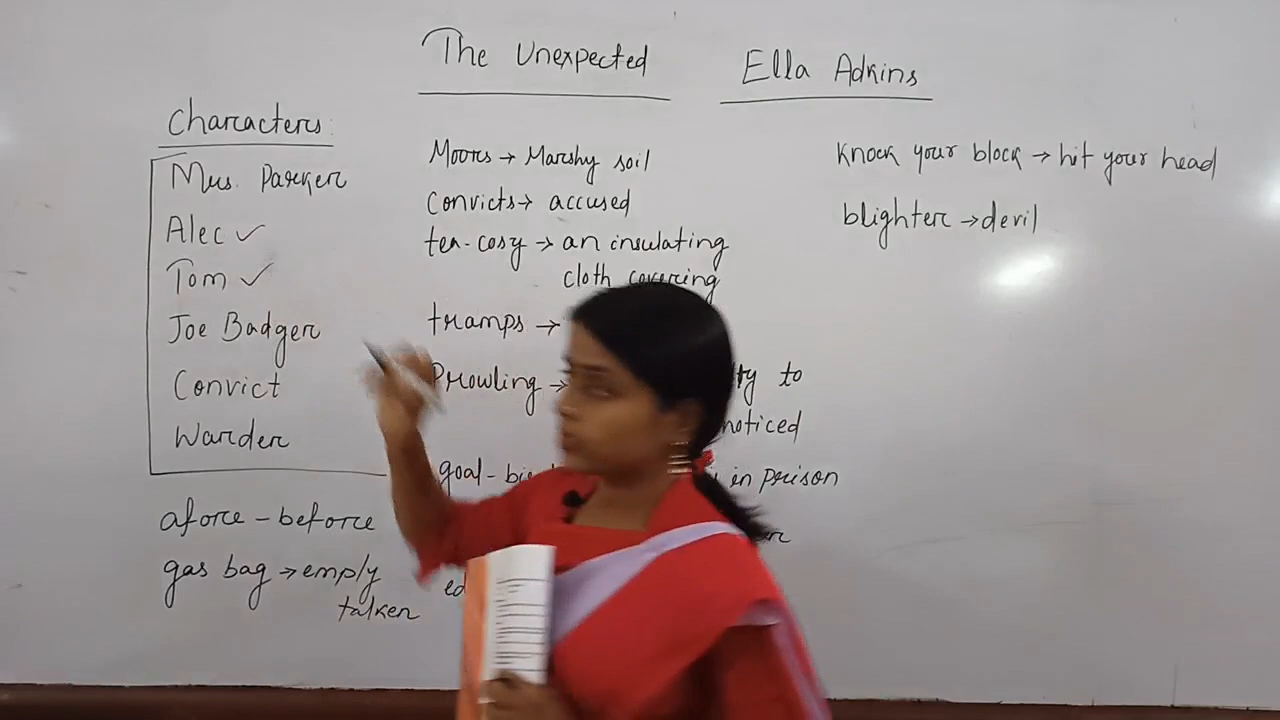 The Unexpected
Ella Adkins
Characters:
Mrs. Parker
Alec ✓
Tom ✓
Joe Badger
Convict
Warder
afore - before
gas bag → empty
talker
Moors → Marshy soil
Convicts → accused
tea-cosy → an insulating
cloth covering
tramps →
Prowling → to
noticed
goal- in prison
Knock your block → hit your head
blighter → devil